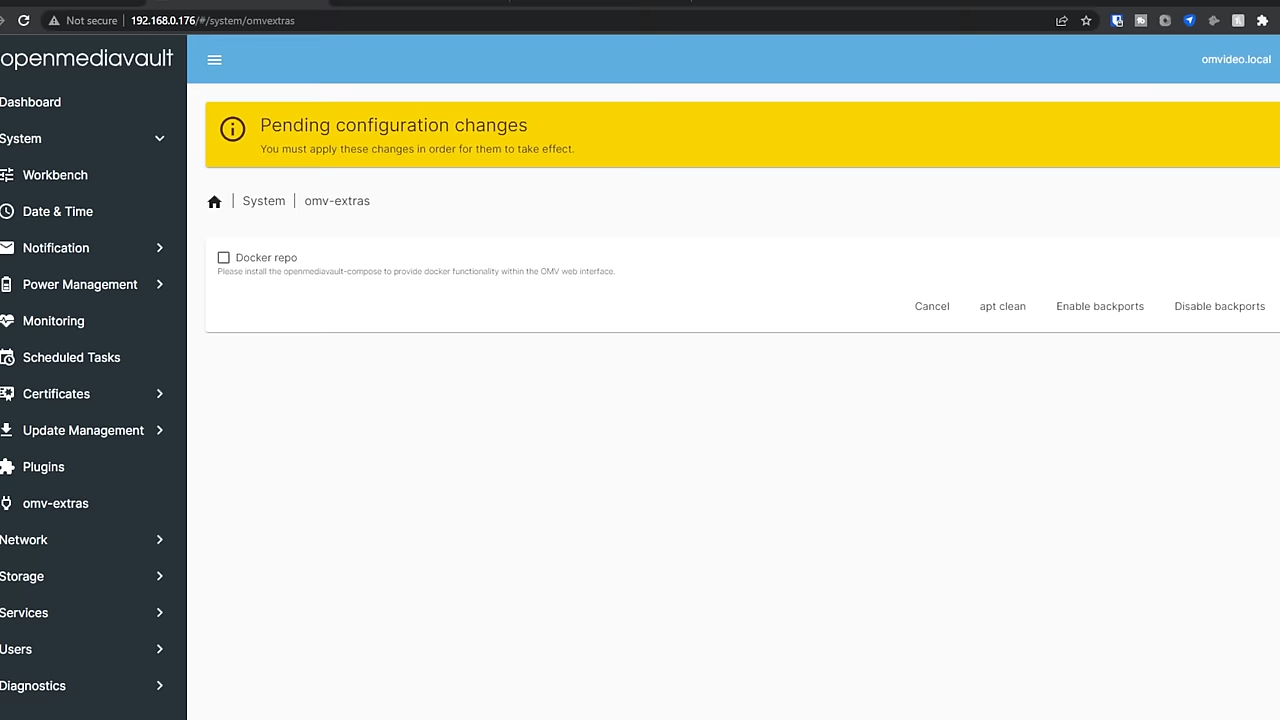 Not secure
192.168.0.176/#/system/omvextras
openmediavault
omvideo.local
Dashboard
System
Workbench
Date & Time
Notification
Power Management
Monitoring
Scheduled Tasks
Certificates
Update Management
Plugins
omv-extras
Network
Storage
Services
Users
Diagnostics
Pending configuration changes
You must apply these changes in order for them to take effect.
System | omv-extras
Docker repo
Please install the openmediavault-compose to provide docker functionality within the OMV web interface.
Cancel apt clean Enable backports Disable backports